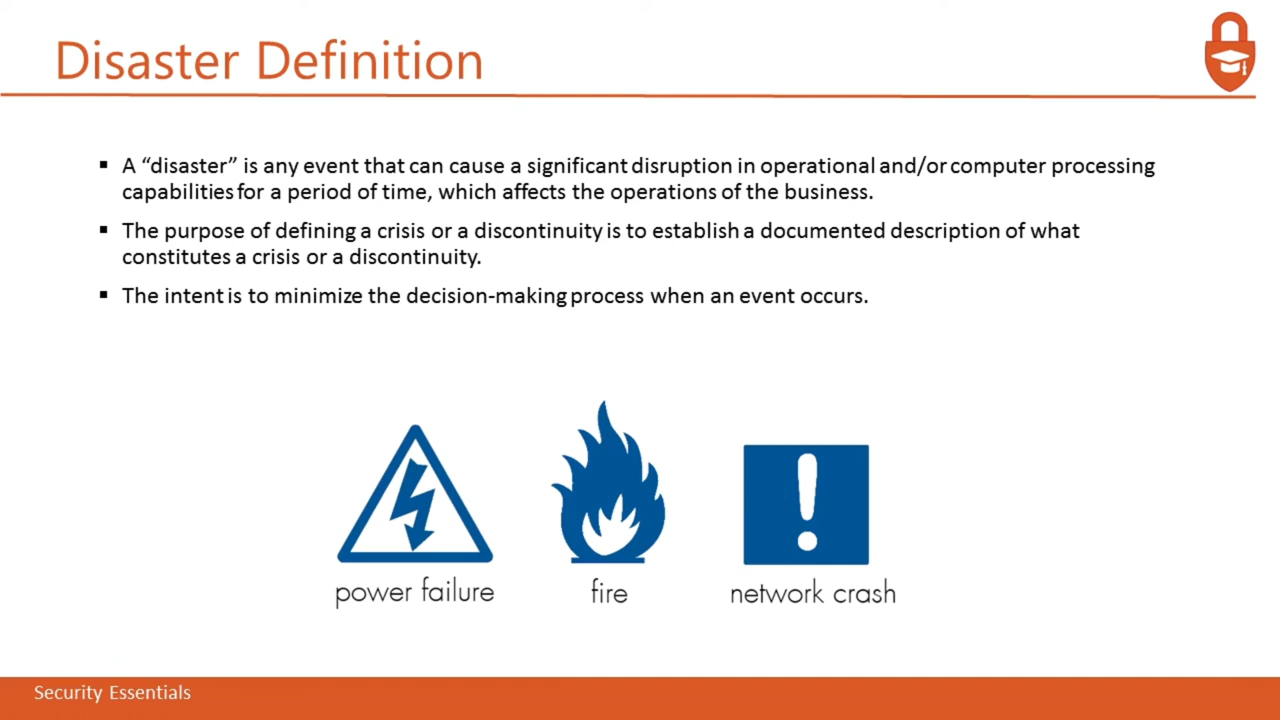 Disaster Definition
▪ A “disaster” is any event that can cause a significant disruption in operational and/or computer processing
capabilities for a period of time, which affects the operations of the business.
▪ The purpose of defining a crisis or a discontinuity is to establish a documented description of what
constitutes a crisis or a discontinuity.
▪ The intent is to minimize the decision-making process when an event occurs.
power failure
fire
network crash
Security Essentials